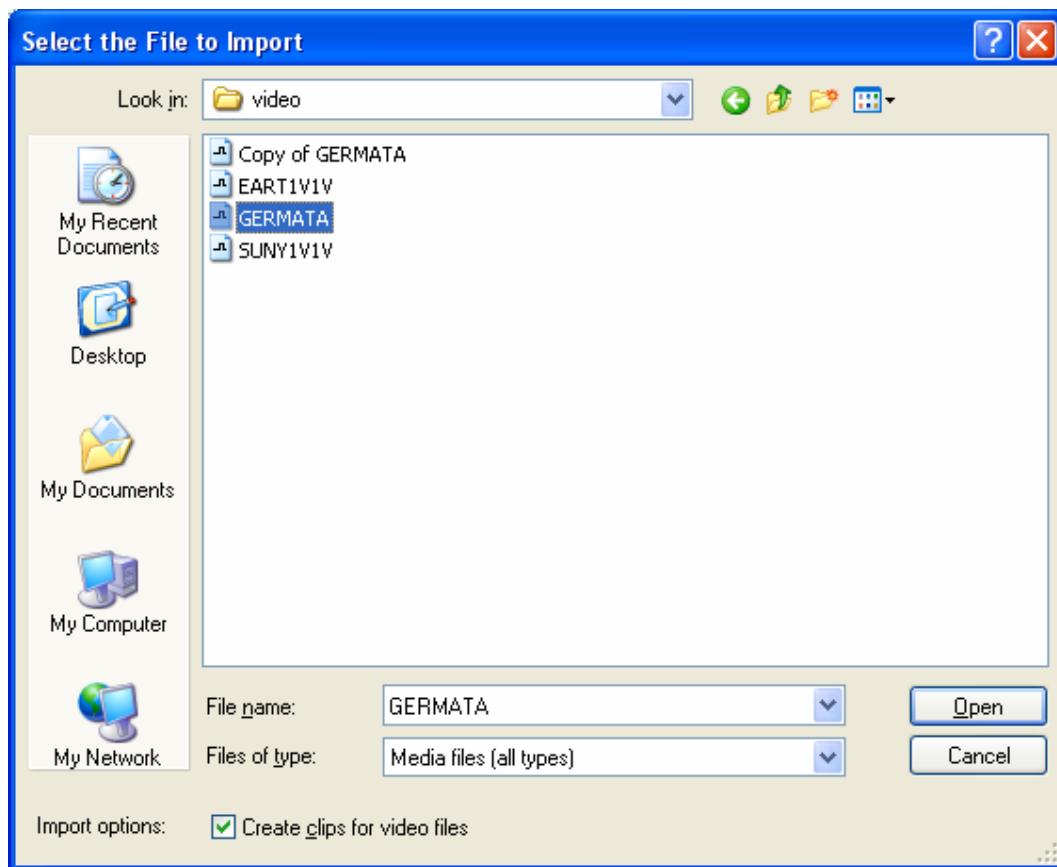 Select the File to Import
Look in: video
Copy of GERMATA
EART1V1V
GERMATA
SUNY1V1V
My Recent
Documents
Desktop
My Documents
My Computer
My Network
File name: GERMATA Open
Files of type: Media files (all types) Cancel
Import options: Create clips for video files